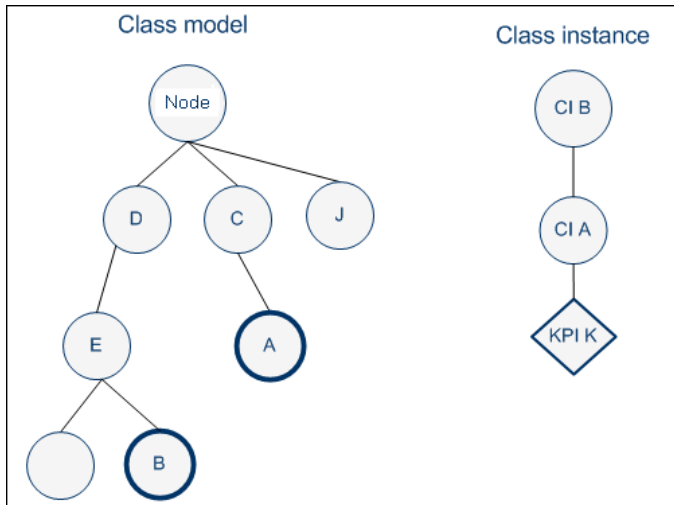 Class model
Class instance
Node
CI B
D
C
J
CI A
E
A
KPI K
B